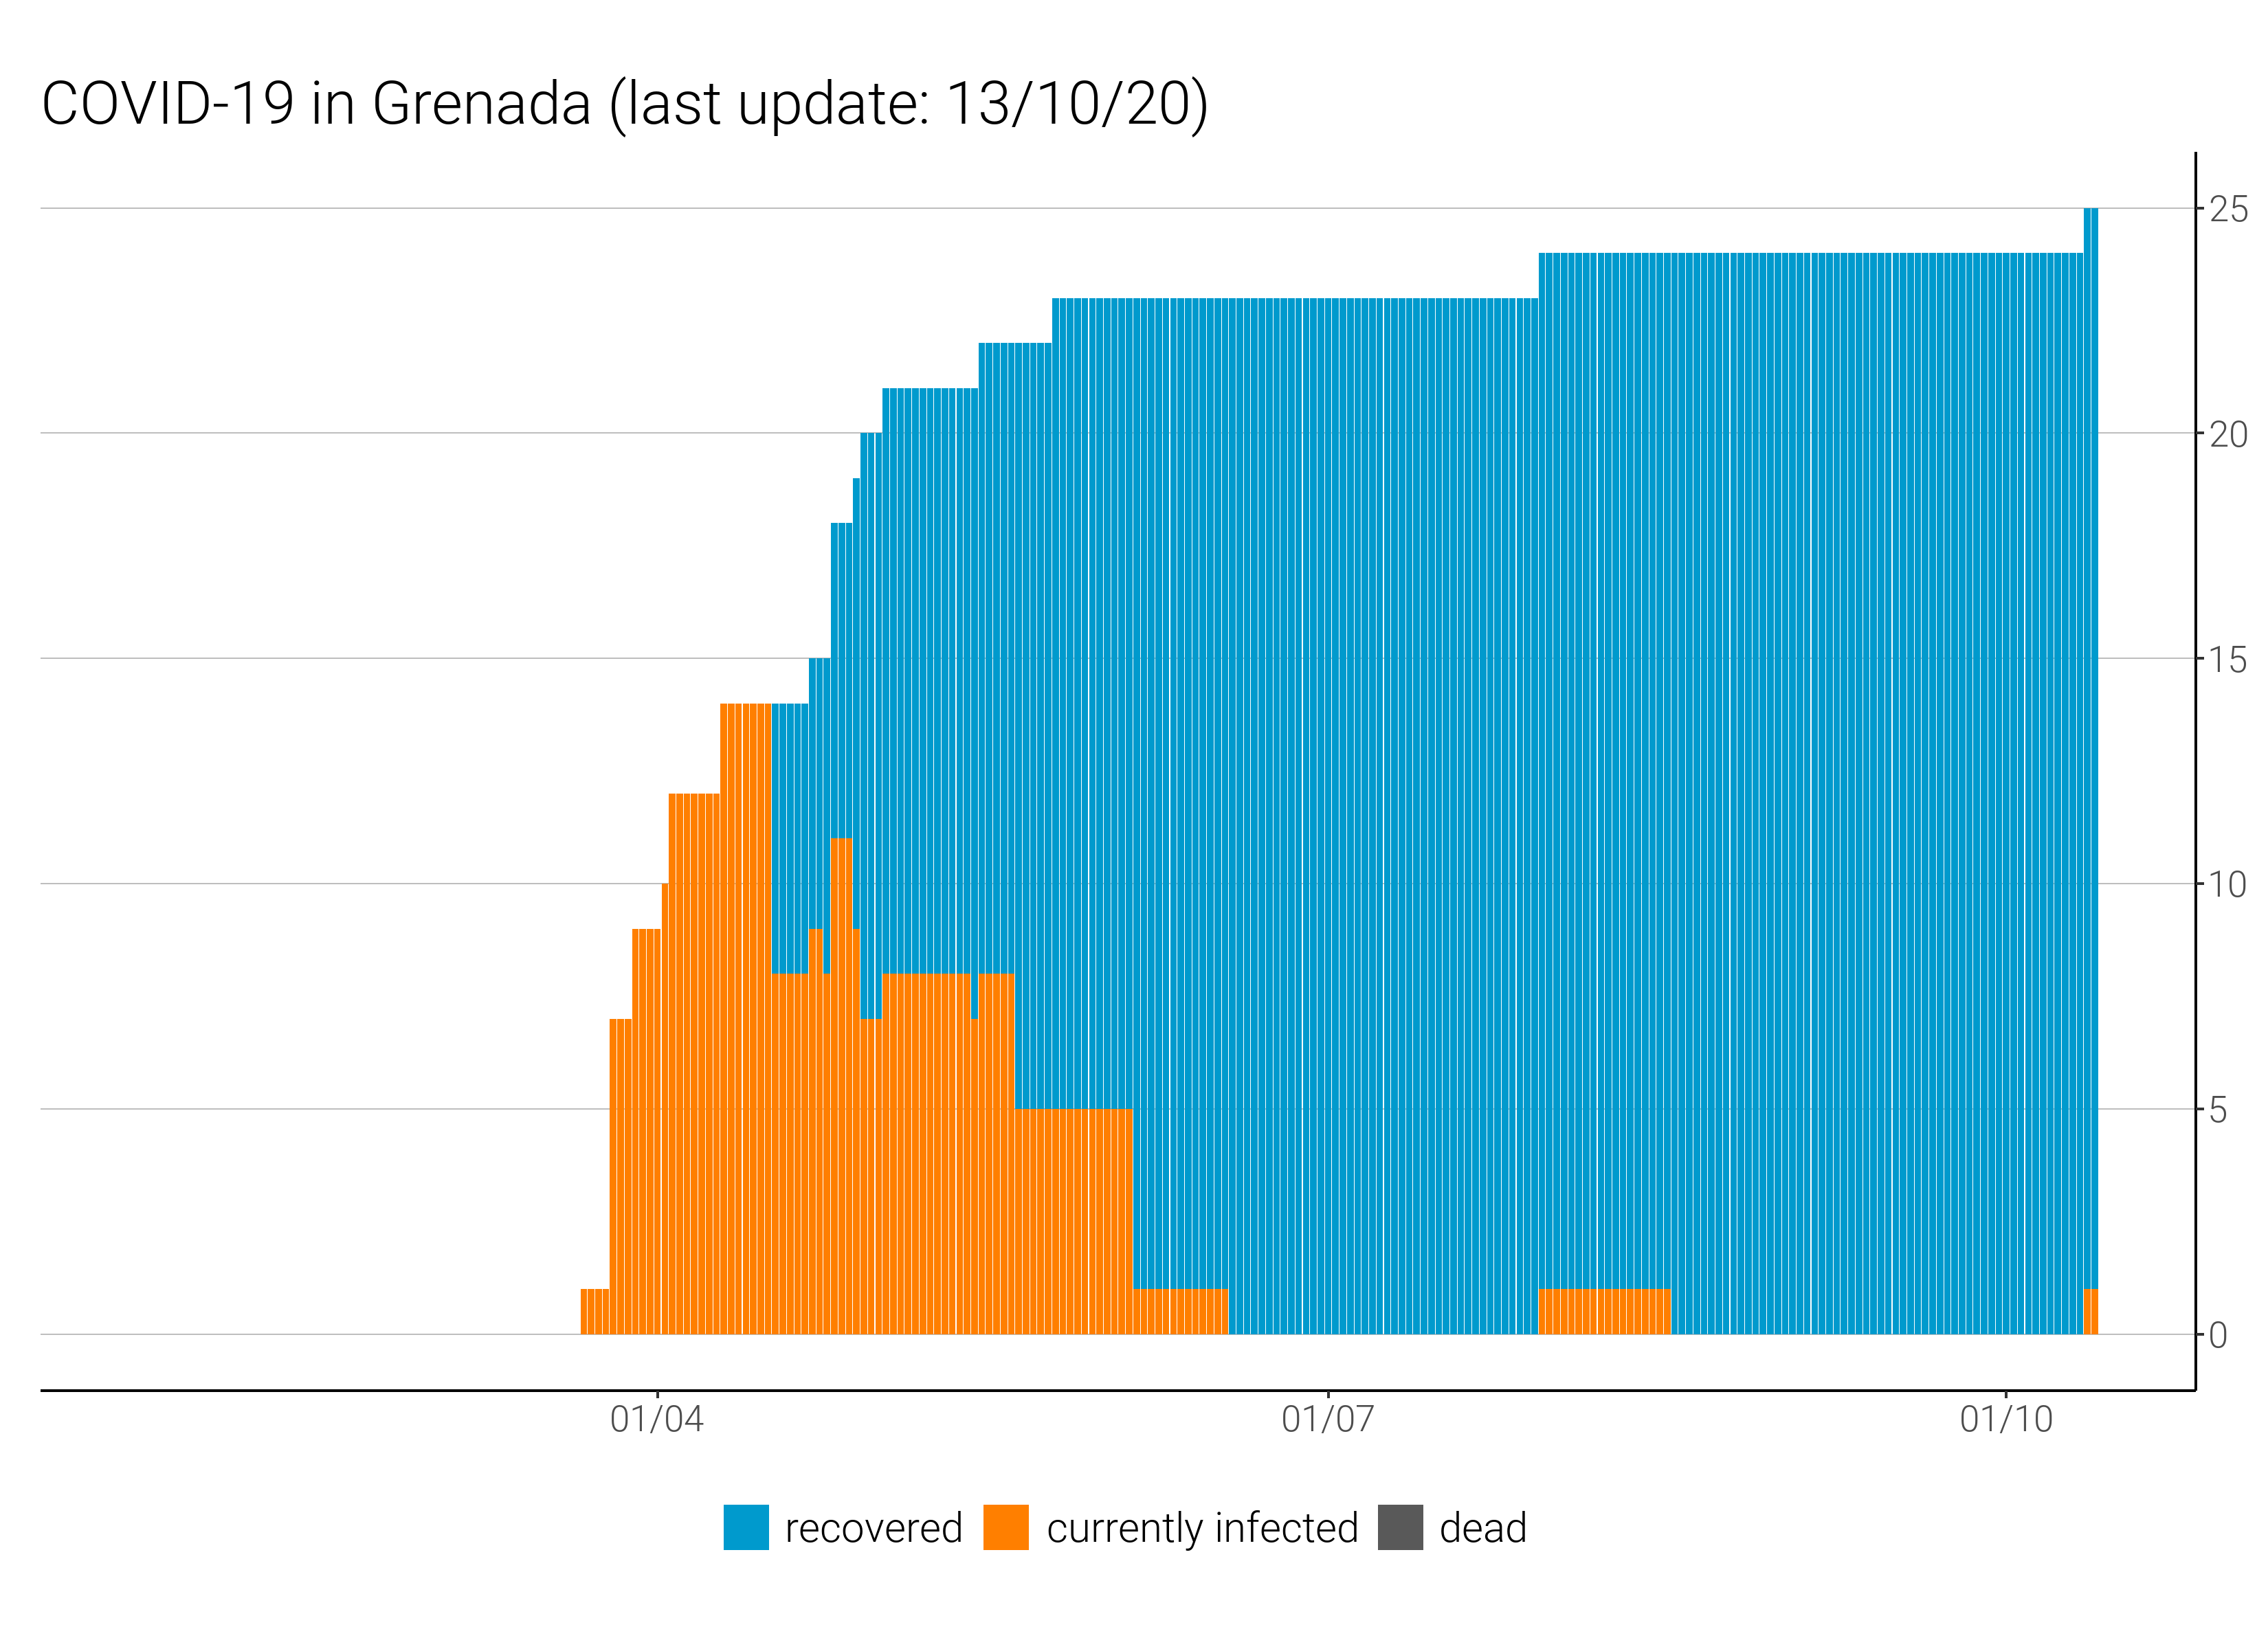 COVID-19 in Grenada (last update: 13/10/20)
25
20
15
10
5
0
01/04 01/07 01/10
recovered currently infected dead